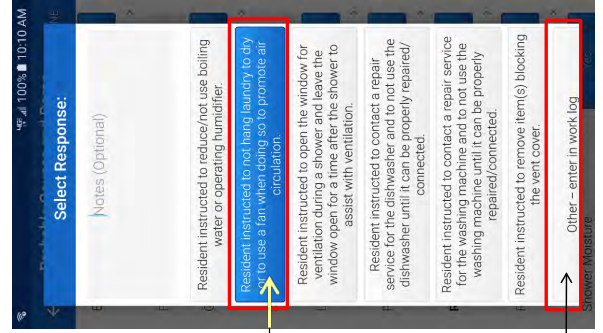 4GE 100% 10:10 AM
Select Response:
Notes (Optional)
Resident instructed to reduce/not use boiling
water or operating humidifier.
Resident instructed to not hang laundry to dry
or to use a fan when doing so to promote air
circulation.
Resident instructed to open the window for
ventilation during a shower and leave the
window open for a time after the shower to
assist with ventilation.
Resident instructed to contact a repair
service for the dishwasher and to not use the
dishwasher until it can be properly repaired/
connected.
Resident instructed to contact a repair service
for the washing machine and to not use the
washing machine until it can be properly
repaired/connected.
Resident instructed to remove item(s) blocking
the vent cover.
Other – enter in work log
Shower Moisture